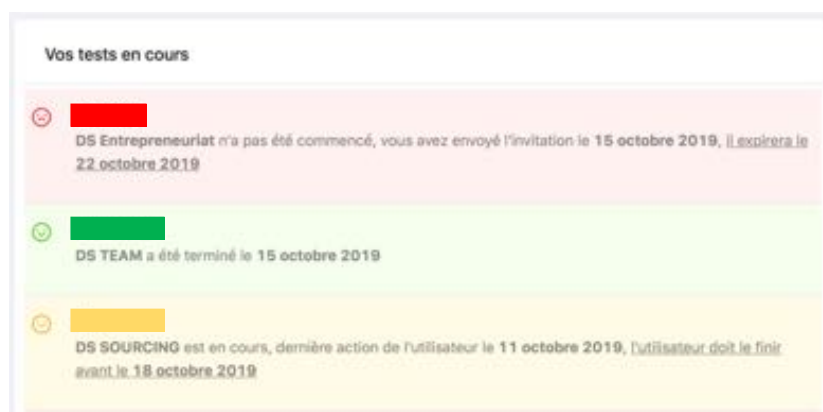 Vos tests en cours
DS Entrepreneuriat n'a pas été commencé, vous avez envoyé l'invitation le 15 octobre 2019, il expirera le
22 octobre 2019
DS TEAM a été terminé le 15 octobre 2019
DS SOURCING est en cours, dernière action de l'utilisateur le 11 octobre 2019, l'utilisateur doit le finir
avant le 18 octobre 2019